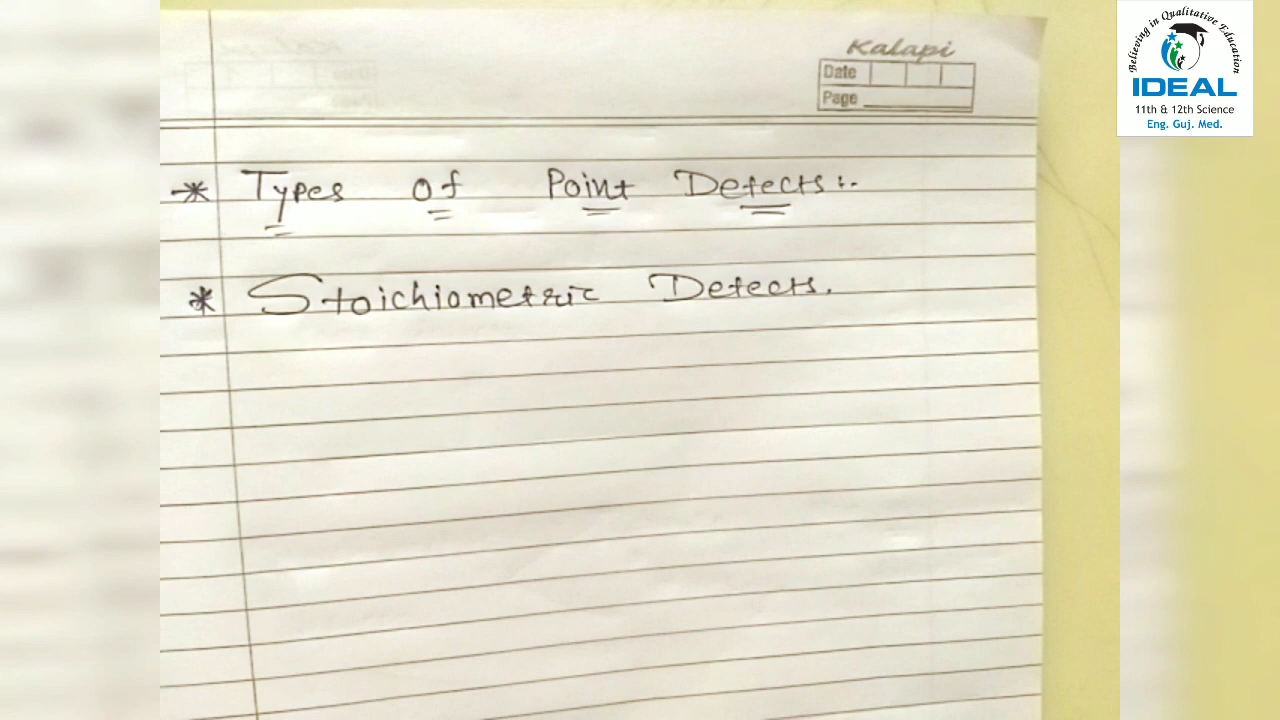 Kalapi
Date
Page
Types of Point Defects :-
Stoichiometric Defects.
Believing in Qualitative Education
IDEAL
11th & 12th Science
Eng. Guj. Med.